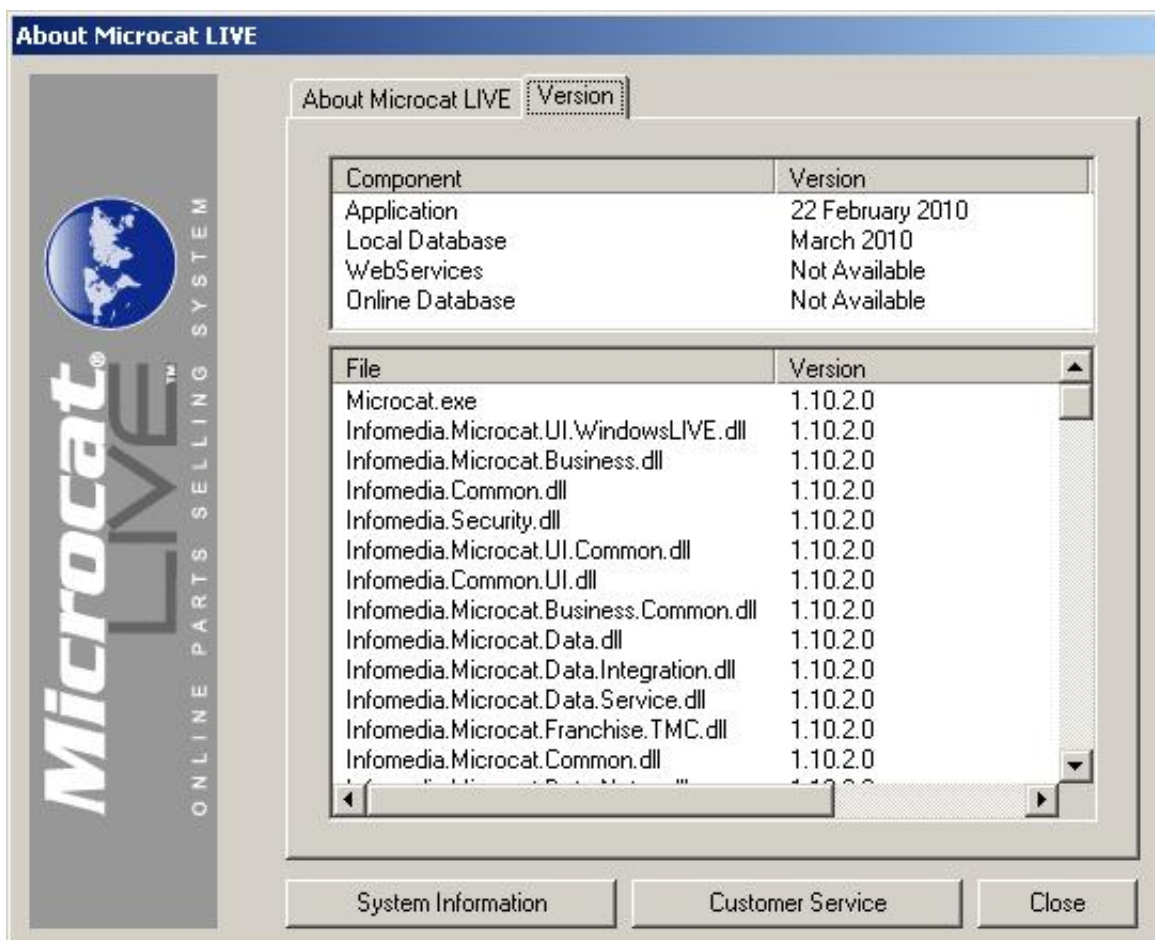 About Microcat LIVE
Microcat®
LIVE™
ONLINE PARTS SELLING SYSTEM
About Microcat LIVE Version
Component Version
Application 22 February 2010
Local Database March 2010
WebServices Not Available
Online Database Not Available
File Version
Microcat.exe 1.10.2.0
Infomedia.Microcat.UI.WindowsLIVE.dll 1.10.2.0
Infomedia.Microcat.Business.dll 1.10.2.0
Infomedia.Common.dll 1.10.2.0
Infomedia.Security.dll 1.10.2.0
Infomedia.Microcat.UI.Common.dll 1.10.2.0
Infomedia.Common.UI.dll 1.10.2.0
Infomedia.Microcat.Business.Common.dll 1.10.2.0
Infomedia.Microcat.Data.dll 1.10.2.0
Infomedia.Microcat.Data.Integration.dll 1.10.2.0
Infomedia.Microcat.Data.Service.dll 1.10.2.0
Infomedia.Microcat.Franchise.TMC.dll 1.10.2.0
Infomedia.Microcat.Common.dll 1.10.2.0
System Information Customer Service Close